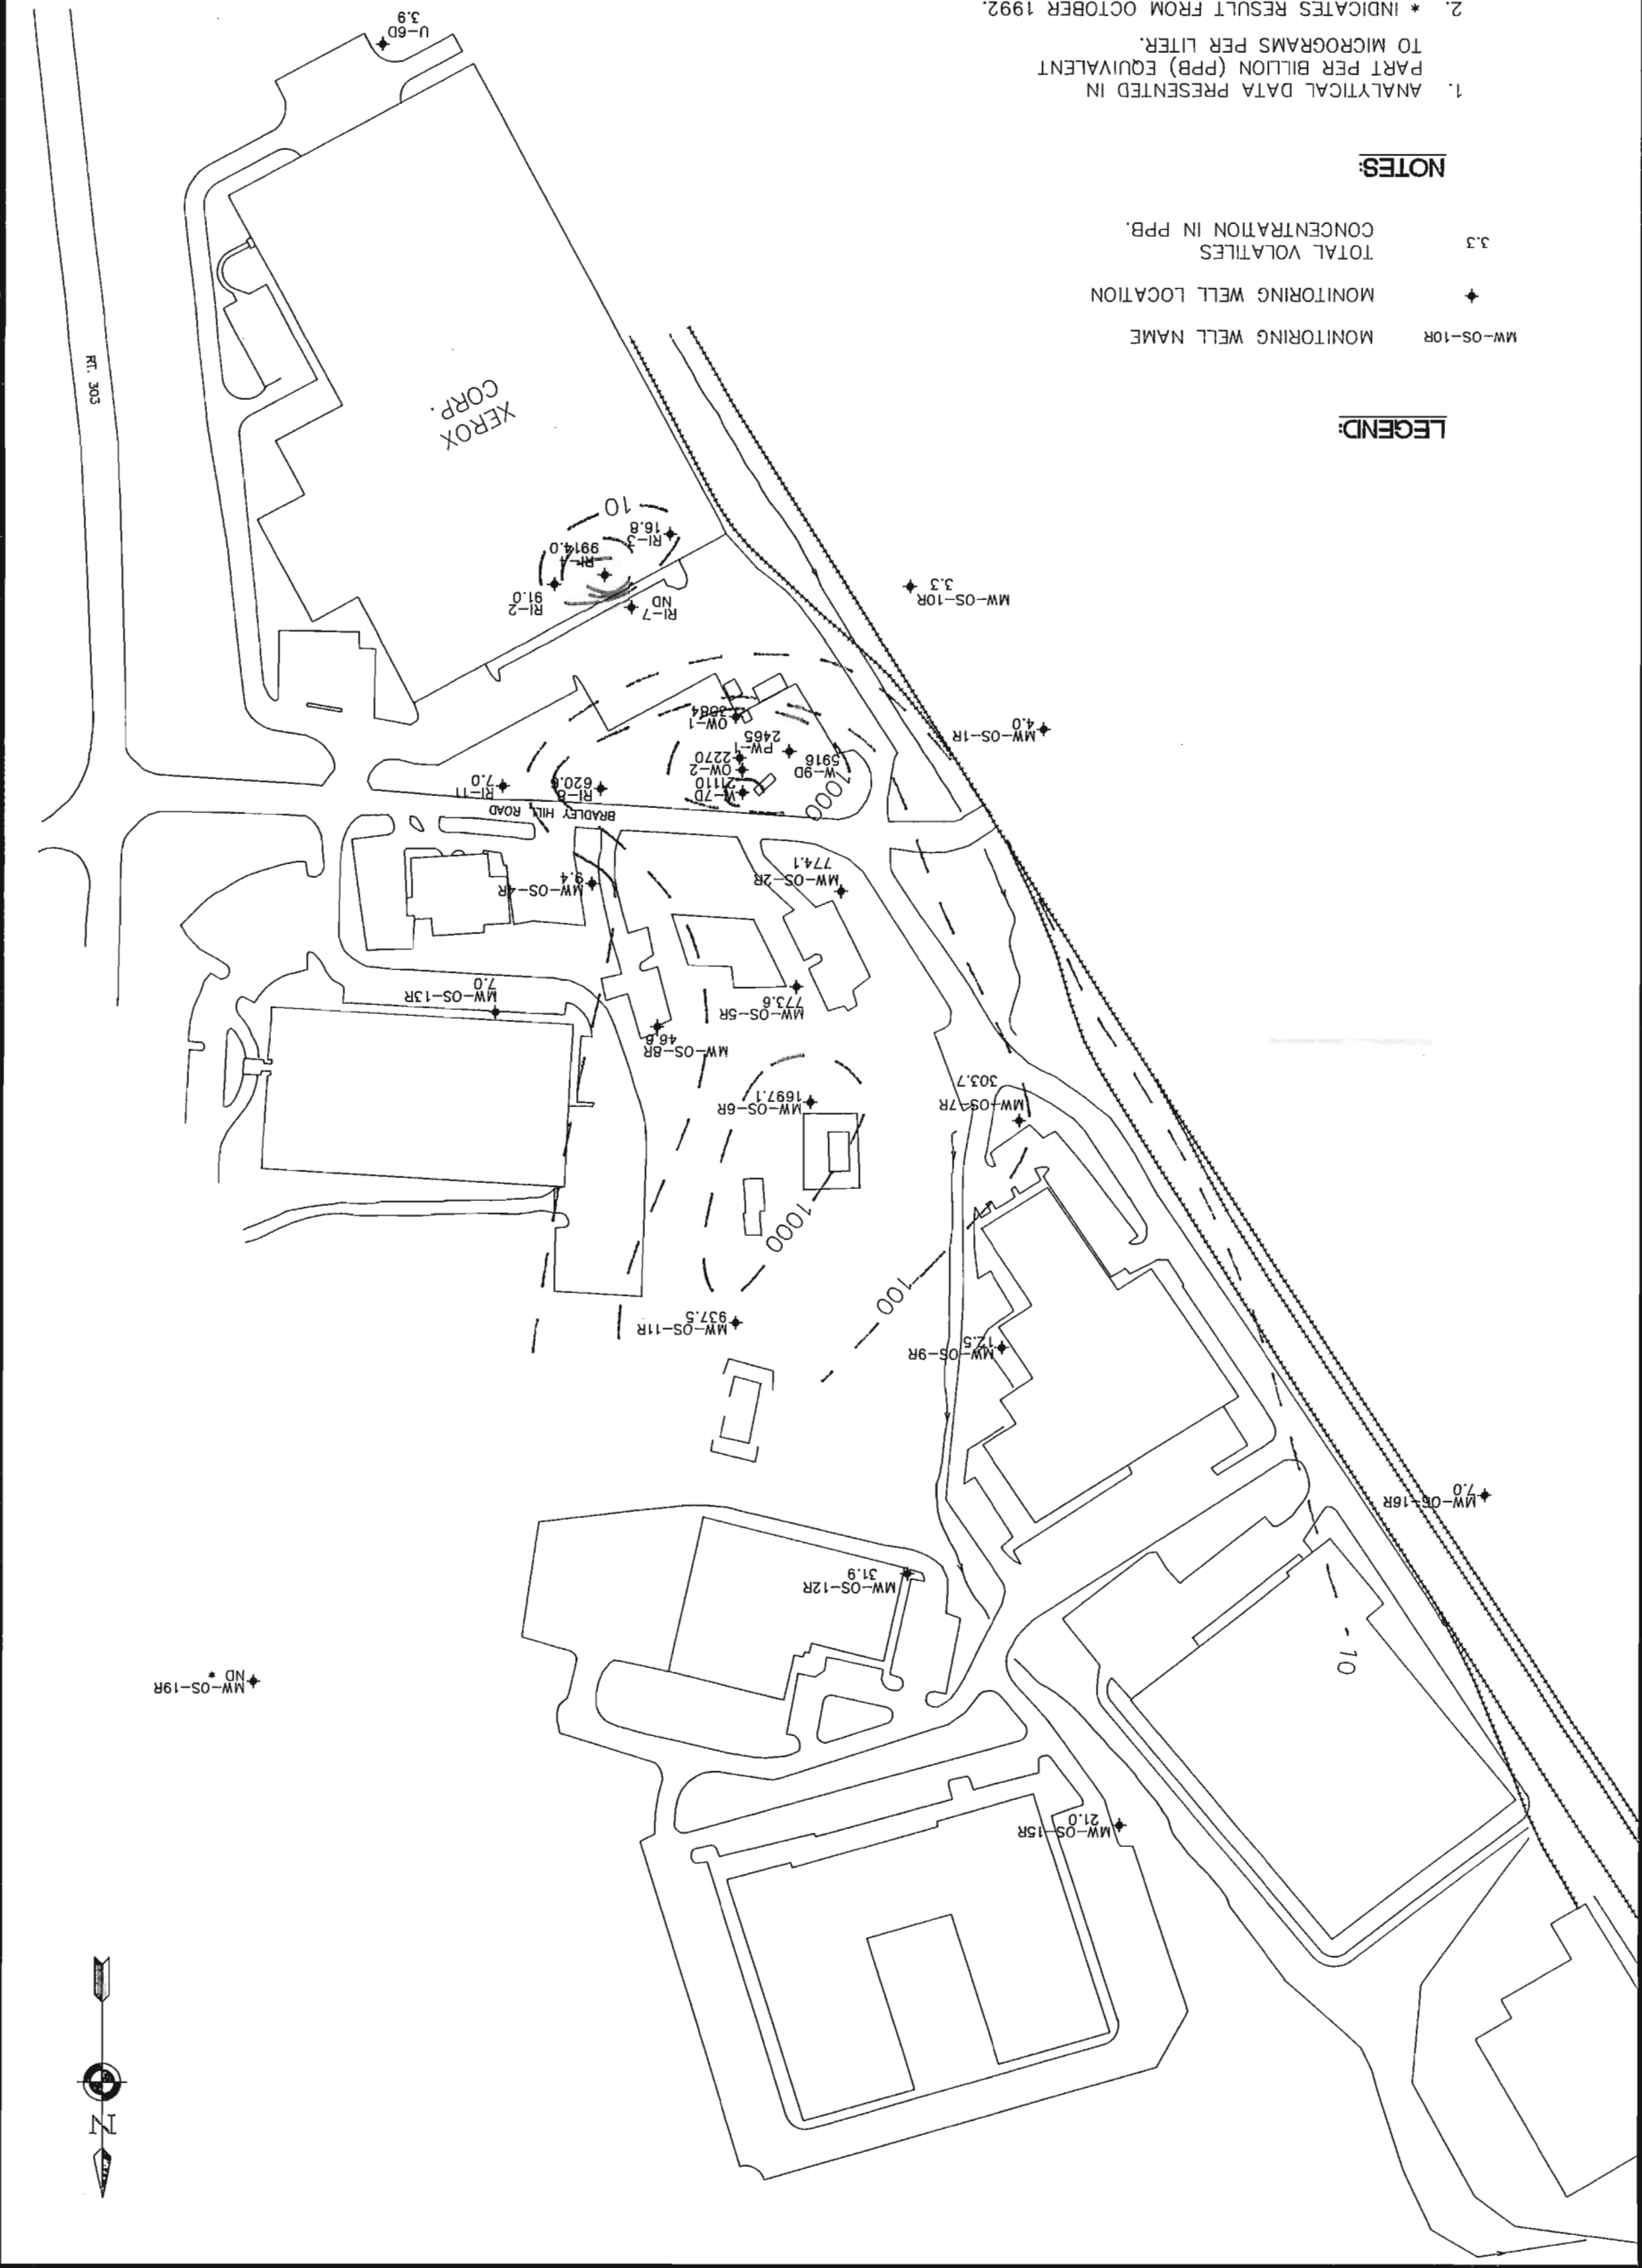 N
MW-OS-15R
21.0
MW-OS-19R
ND *
10
MW-OS-12R
31.9
MW-OS-16R
7.0
MW-OS-9R
12.5
MW-OS-11R
937.5
100
1000
MW-OS-7R
303.7
MW-OS-6R
1697.1
MW-OS-8R
46.6
MW-OS-5R
773.6
MW-OS-13R
7.0
MW-OS-4R
9.4
MW-OS-2R
774.1
BRADLEY HILL ROAD
1000
W-7D
21110
OW-2
2270
W-9D
5916
PW-1
2465
OW-1
RI-8
620.6
RI-11
7.0
MW-OS-1R
4.0
MW-OS-10R
3.3
RI-7
ND
RI-2
91.0
RI-4
9914.0
RI-3
16.8
10
XEROX
CORP.
RT. 303
U-6D
3.9
LEGEND:
MW-OS-10R MONITORING WELL NAME
MONITORING WELL LOCATION
3.3 TOTAL VOLATILES
CONCENTRATION IN PPB.
NOTES:
1. ANALYTICAL DATA PRESENTED IN
PART PER BILLION (PPB) EQUIVALENT
TO MICROGRAMS PER LITER.
2. * INDICATES RESULT FROM OCTOBER 1992.